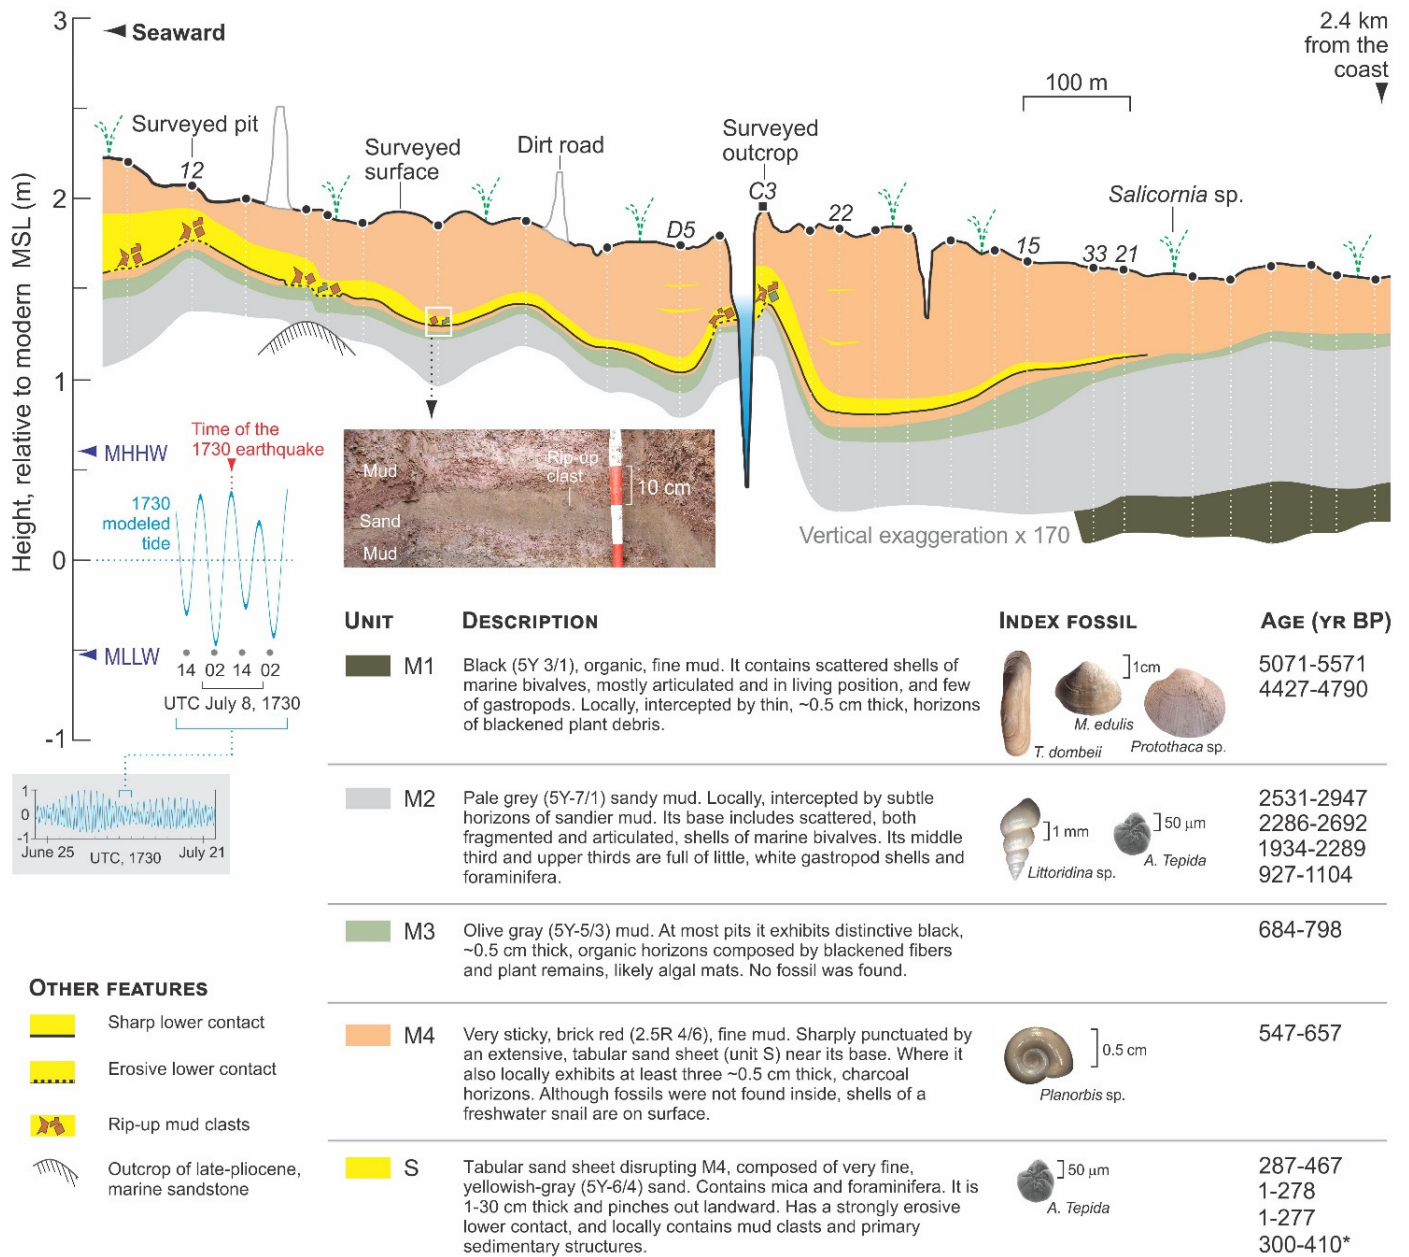 3
2
1
0
-1
Height, relative to modern MSL (m)
Seaward
2.4 km
from the
coast
100 m
Surveyed pit
12
Surveyed
surface
Dirt road
D5
Surveyed
outcrop
C3
22
Salicornia sp.
15
33
21
MHHW
Time of the
1730 earthquake
1730
modeled
tide
MLLW
14
02
14
02
UTC July 8, 1730
1
0
-1
June 25
UTC, 1730
July 21
Mud
Rip-up
clast
10 cm
Sand
Mud
Vertical exaggeration x 170
UNIT
DESCRIPTION
INDEX FOSSIL
AGE (YR BP)
M1
Black (5Y 3/1), organic, fine mud. It contains scattered shells of
marine bivalves, mostly articulated and in living position, and few
of gastropods. Locally, intercepted by thin, ~0.5 cm thick, horizons
of blackened plant debris.
1cm
M. edulis
T. dombeii
Protothaca sp.
5071-5571
4427-4790
M2
Pale grey (5Y-7/1) sandy mud. Locally, intercepted by subtle
horizons of sandier mud. Its base includes scattered, both
fragmented and articulated, shells of marine bivalves. Its middle
third and upper thirds are full of little, white gastropod shells and
foraminifera.
1 mm
Littoridina sp.
50 µm
A. Tepida
2531-2947
2286-2692
1934-2289
927-1104
M3
Olive gray (5Y-5/3) mud. At most pits it exhibits distinctive black,
~0.5 cm thick, organic horizons composed by blackened fibers
and plant remains, likely algal mats. No fossil was found.
684-798
M4
Very sticky, brick red (2.5R 4/6), fine mud. Sharply punctuated by
an extensive, tabular sand sheet (unit S) near its base. Where it
also locally exhibits at least three ~0.5 cm thick, charcoal
horizons. Although fossils were not found inside, shells of a
freshwater snail are on surface.
0.5 cm
Planorbis sp.
547-657
S
Tabular sand sheet disrupting M4, composed of very fine,
yellowish-gray (5Y-6/4) sand. Contains mica and foraminifera. It is
1-30 cm thick and pinches out landward. Has a strongly erosive
lower contact, and locally contains mud clasts and primary
sedimentary structures.
50 µm
A. Tepida
287-467
1-278
1-277
300-410*
OTHER FEATURES
Sharp lower contact
Erosive lower contact
Rip-up mud clasts
Outcrop of late-pliocene,
marine sandstone